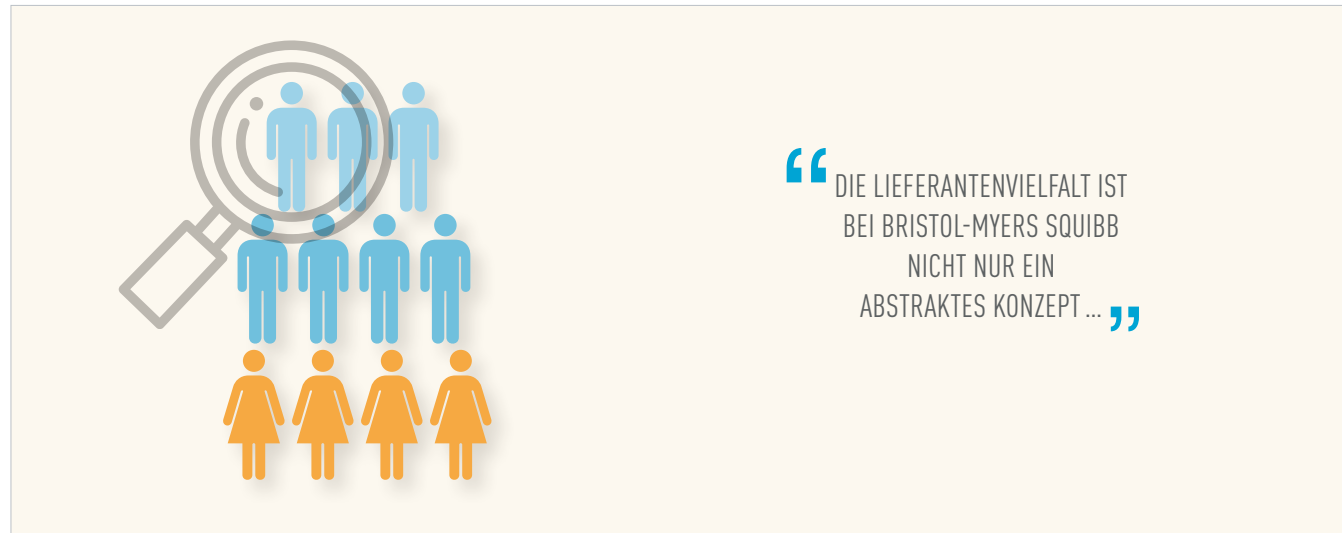 “ DIE LIEFERANTENVIELFALT IST
BEI BRISTOL-MYERS SQUIBB
NICHT NUR EIN
ABSTRAKTES KONZEPT ... ”